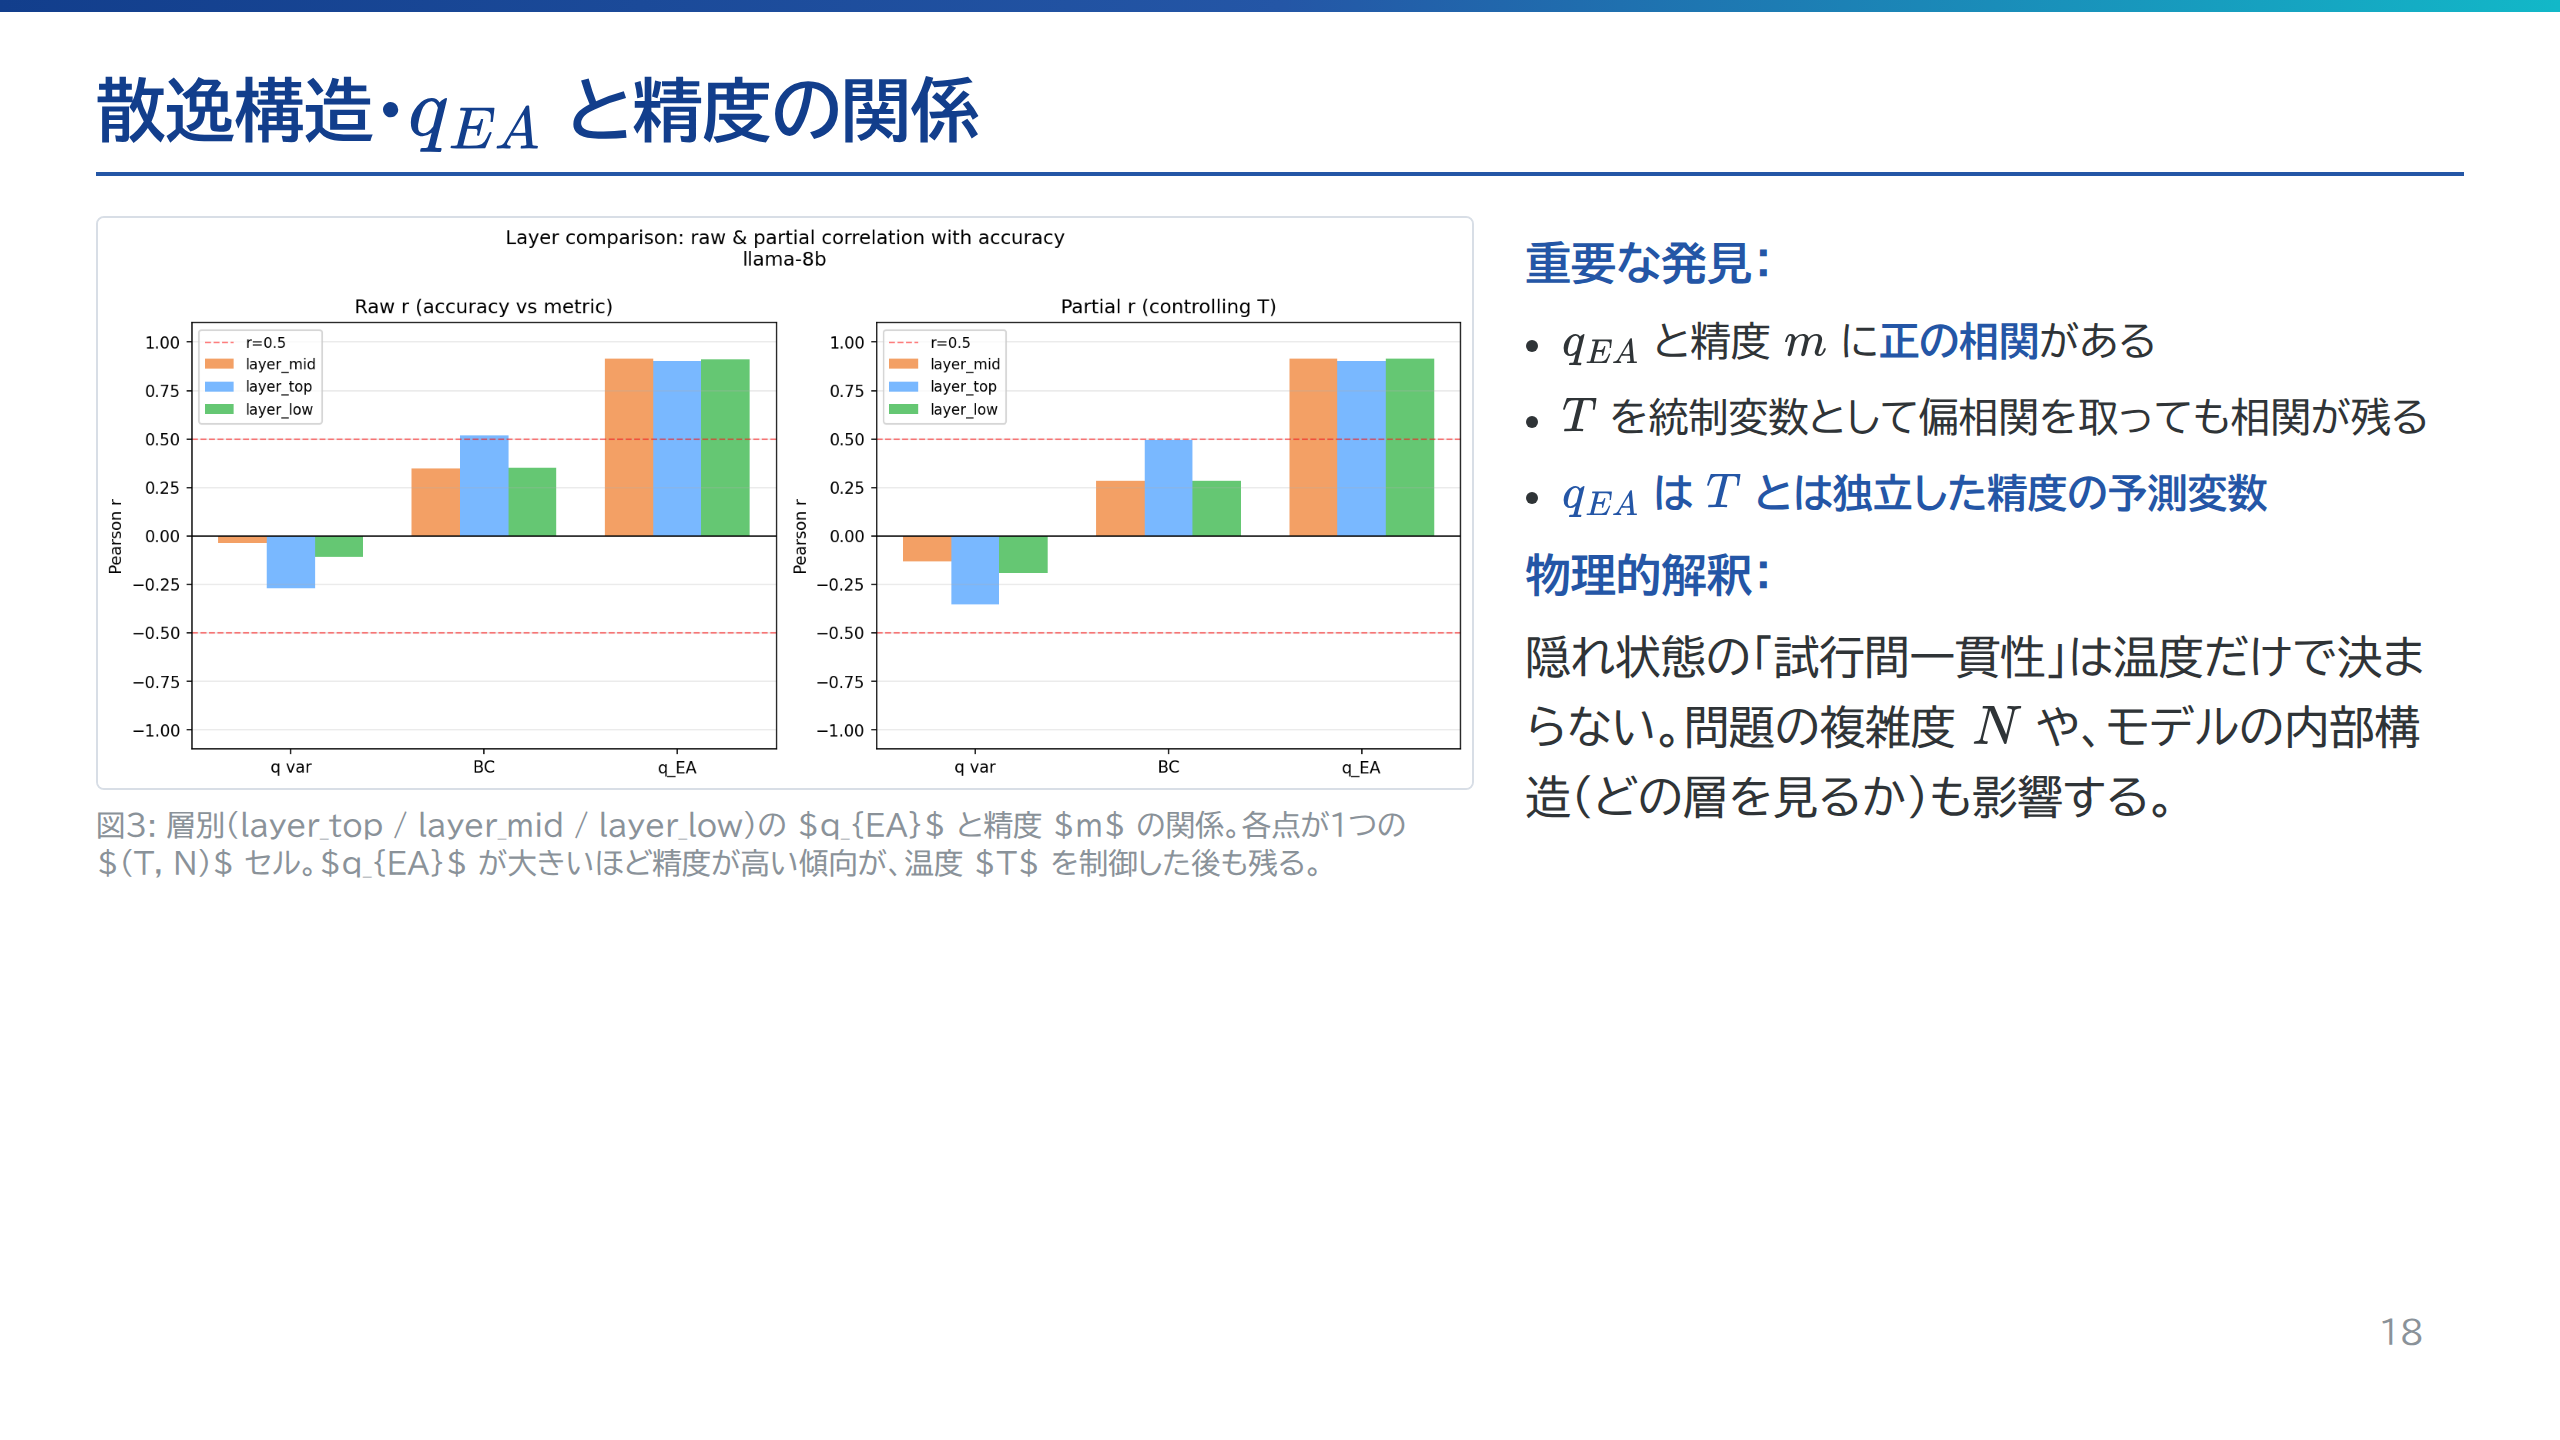 散逸構造・q_{EA} と精度の関係
Layer comparison: raw & partial correlation with accuracy
llama-8b
Raw r (accuracy vs metric)
1.00
0.75
0.50
0.25
0.00
−0.25
−0.50
−0.75
−1.00
Pearson r
r=0.5
layer_mid
layer_top
layer_low
q var
BC
q_EA
Partial r (controlling T)
1.00
0.75
0.50
0.25
0.00
−0.25
−0.50
−0.75
−1.00
Pearson r
r=0.5
layer_mid
layer_top
layer_low
q var
BC
q_EA
図3: 層別（layer_top / layer_mid / layer_low）の $q_{EA}$ と精度 $m$ の関係。各点が1つの
$(T, N)$ セル。$q_{EA}$ が大きいほど精度が高い傾向が、温度 $T$ を制御した後も残る。
重要な発見：
• q_{EA} と精度 m に正の相関がある
• T を統制変数として偏相関を取っても相関が残る
• q_{EA} は T とは独立した精度の予測変数
物理的解釈：
隠れ状態の「試行間一貫性」は温度だけで決ま
らない。問題の複雑度 N や、モデルの内部構
造（どの層を見るか）も影響する。
18